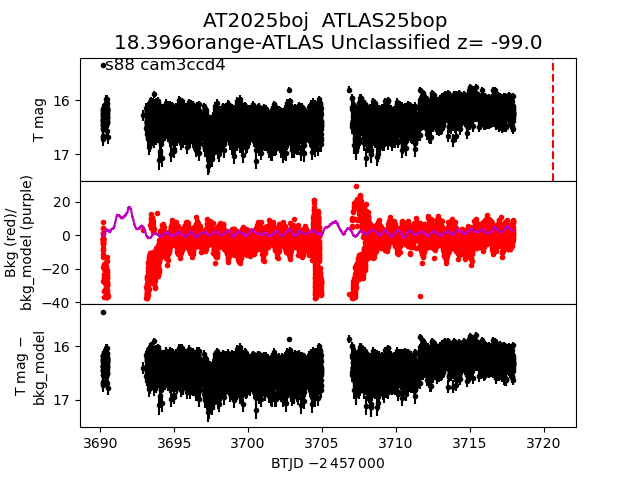 AT2025boj  ATLAS25bop
18.396orange-ATLAS Unclassified z= -99.0
s88 cam3ccd4
T mag
16
17
Bkg (red)/
bkg_model (purple)
20
0
−20
−40
T mag −
bkg_model
16
17
3690 3695 3700 3705 3710 3715 3720
BTJD −2 457 000